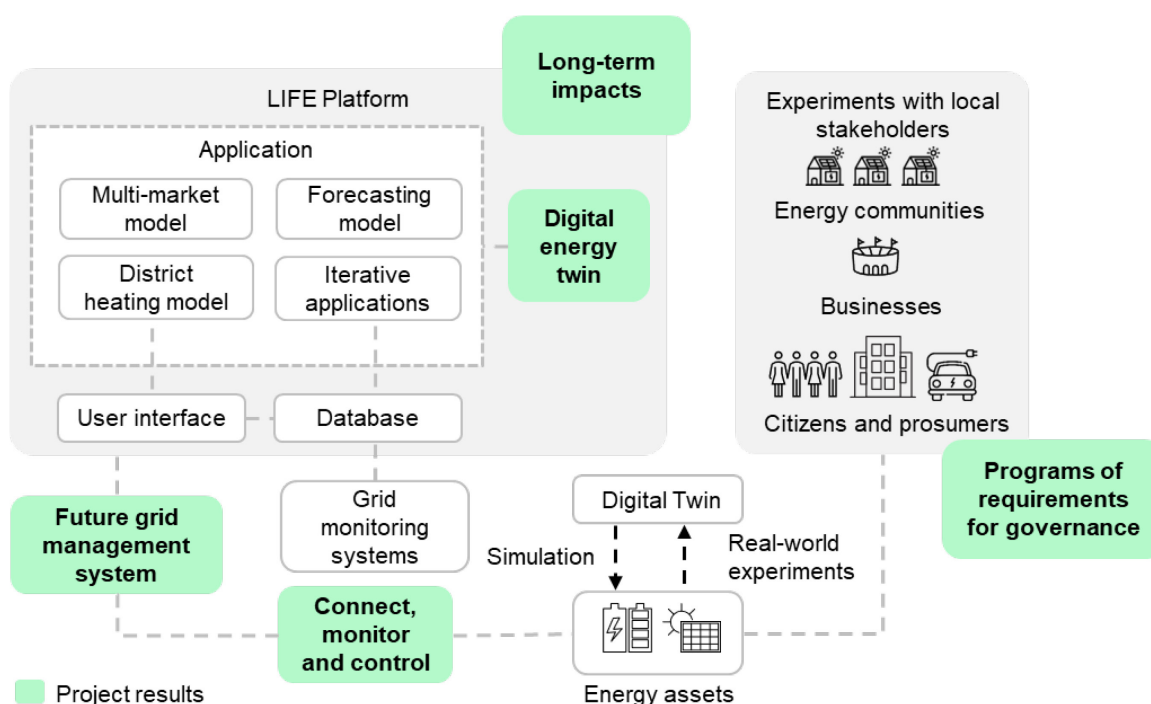 Long-term
impacts
LIFE Platform
Application
Multi-market
model
Forecasting
model
District
heating model
Iterative
applications
Digital
energy
twin
User interface
Database
Experiments with local
stakeholders
Energy communities
Businesses
Citizens and prosumers
Programs of
requirements
for governance
Future grid
management
system
Grid
monitoring
systems
Digital Twin
Simulation
Real-world
experiments
Connect,
monitor
and control
Energy assets
Project results